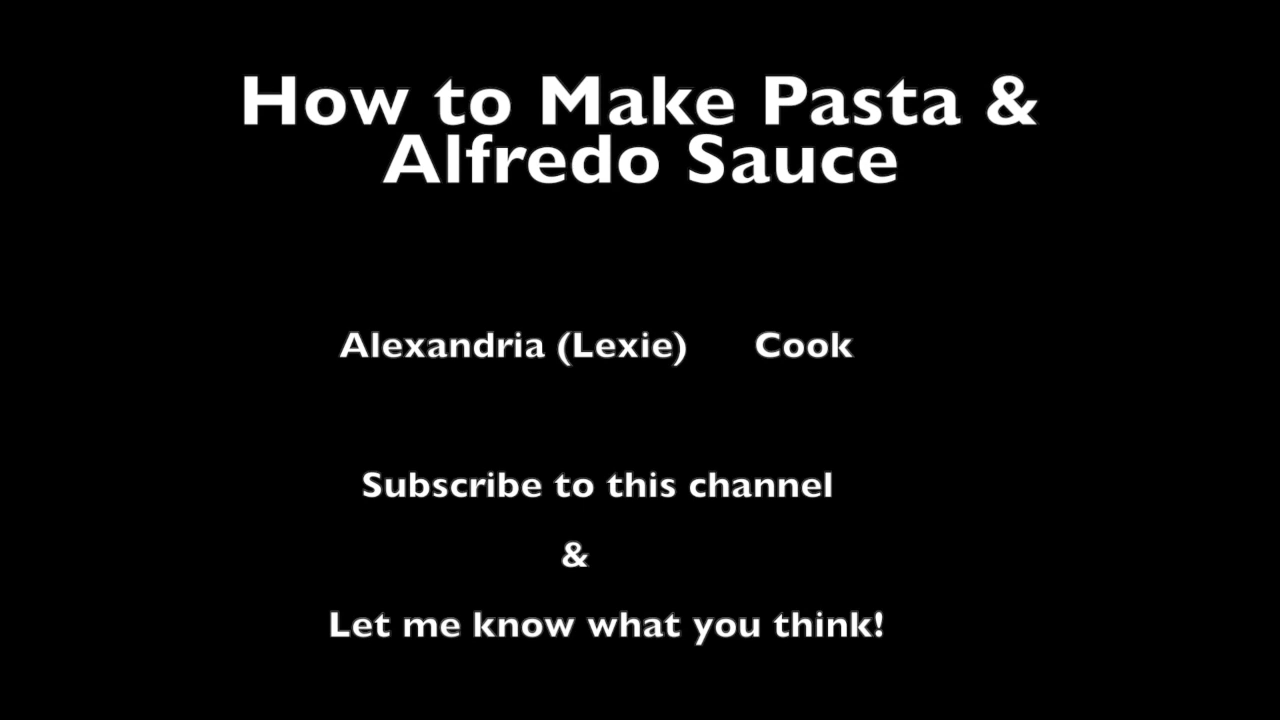 How to Make Pasta &
Alfredo Sauce
Alexandria (Lexie) Cook
Subscribe to this channel
&
Let me know what you think!